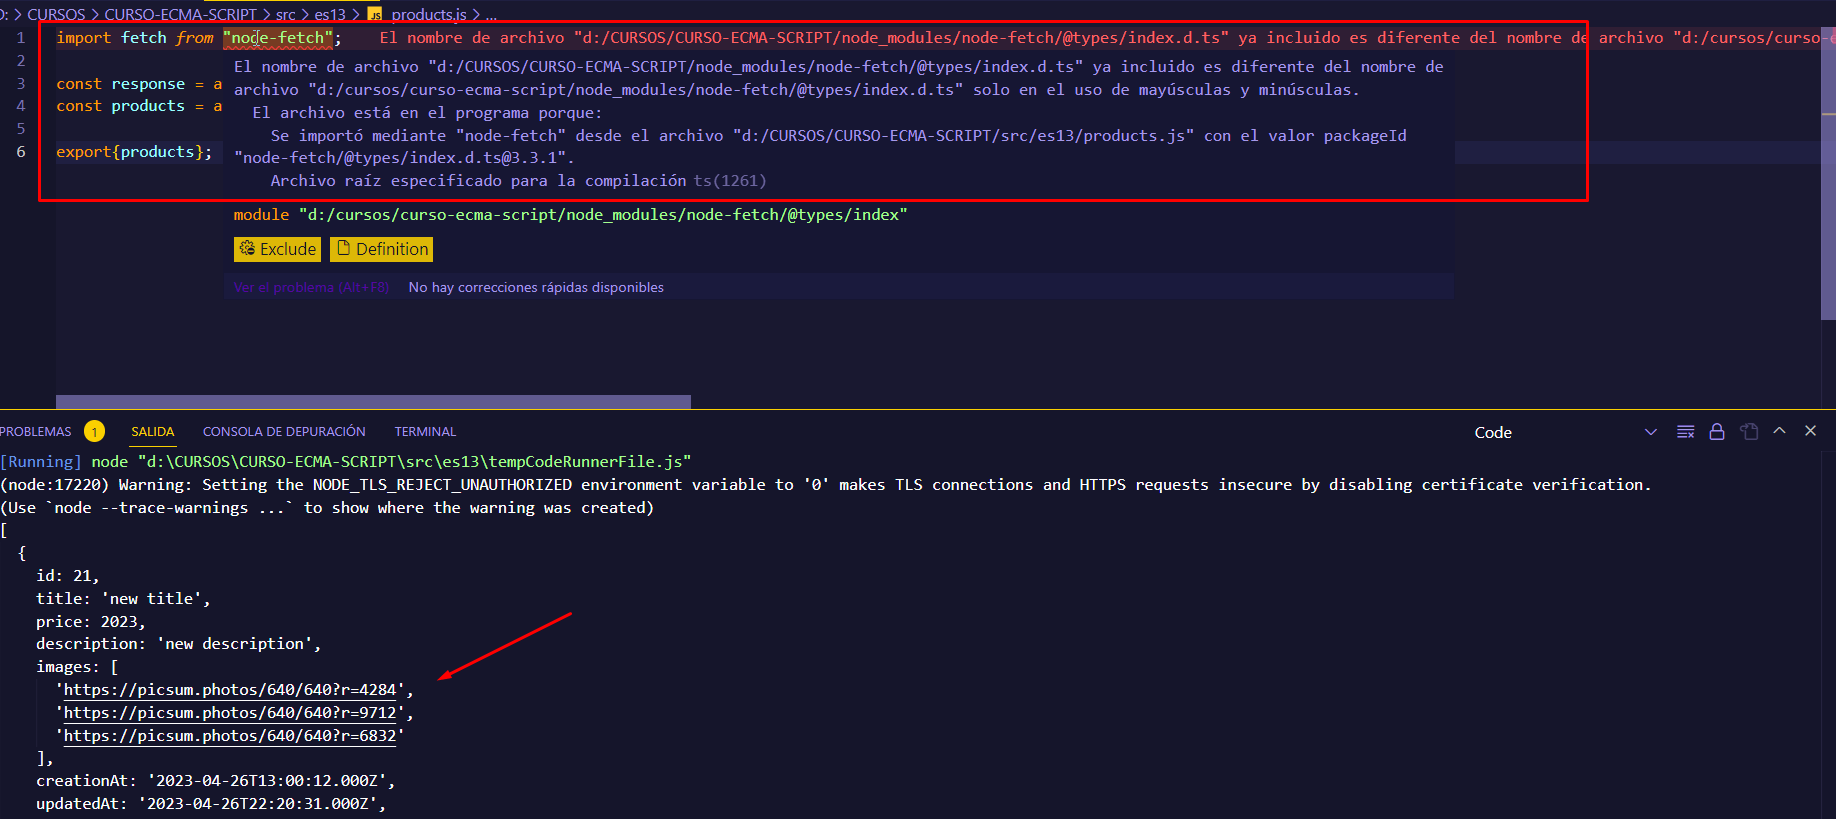 D: > CURSOS > CURSO-ECMA-SCRIPT > src > es13 > JS products.js > ...
1 import fetch from "node-fetch"; El nombre de archivo "d:/CURSOS/CURSO-ECMA-SCRIPT/node_modules/node-fetch/@types/index.d.ts" ya incluido es diferente del nombre de archivo "d:/cursos/curso-e
2
El nombre de archivo "d:/CURSOS/CURSO-ECMA-SCRIPT/node_modules/node-fetch/@types/index.d.ts" ya incluido es diferente del nombre de
3 const response = a
archivo "d:/cursos/curso-ecma-script/node_modules/node-fetch/@types/index.d.ts" solo en el uso de mayúsculas y minúsculas.
4 const products = a
El archivo está en el programa porque:
5
Se importó mediante "node-fetch" desde el archivo "d:/CURSOS/CURSO-ECMA-SCRIPT/src/es13/products.js" con el valor packageId
6 export{products};
"node-fetch/@types/index.d.ts@3.3.1".
Archivo raíz especificado para la compilación ts(1261)
module "d:/cursos/curso-ecma-script/node_modules/node-fetch/@types/index"
Exclude Definition
Ver el problema (Alt+F8) No hay correcciones rápidas disponibles
PROBLEMAS 1 SALIDA CONSOLA DE DEPURACIÓN TERMINAL Code
[Running] node "d:\CURSOS\CURSO-ECMA-SCRIPT\src\es13\tempCodeRunnerFile.js"
(node:17220) Warning: Setting the NODE_TLS_REJECT_UNAUTHORIZED environment variable to '0' makes TLS connections and HTTPS requests insecure by disabling certificate verification.
(Use `node --trace-warnings ...` to show where the warning was created)
[
{
id: 21,
title: 'new title',
price: 2023,
description: 'new description',
images: [
'https://picsum.photos/640/640?r=4284',
'https://picsum.photos/640/640?r=9712',
'https://picsum.photos/640/640?r=6832'
],
creationAt: '2023-04-26T13:00:12.000Z',
updatedAt: '2023-04-26T22:20:31.000Z',